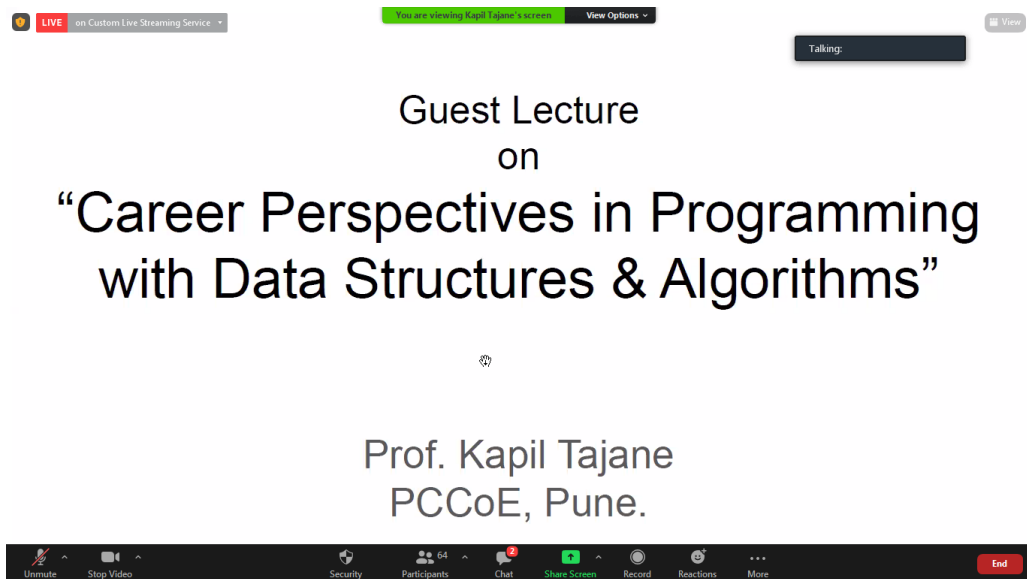 LIVE on Custom Live Streaming Service
You are viewing Kapil Tajane's screen View Options
View
Talking:
Guest Lecture
on
“Career Perspectives in Programming
with Data Structures & Algorithms”
Prof. Kapil Tajane
PCCoE, Pune.
64
2
Unmute Stop Video Security Participants Chat Share Screen Record Reactions More End